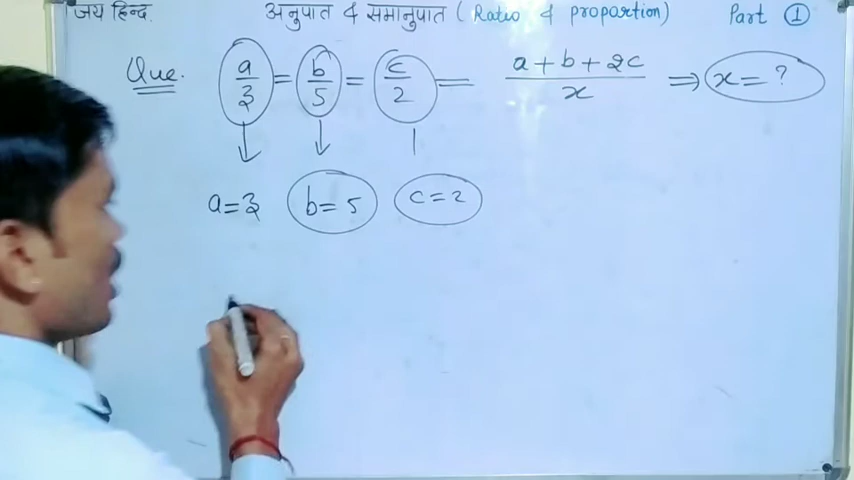 जय हिन्द. अनुपात & समानुपात ( Ratio & proportion) Part ①
Que. a/3 = b/5 = c/2 = a+b+2c/x ⇒ x = ?
a=3 b=5 c=2